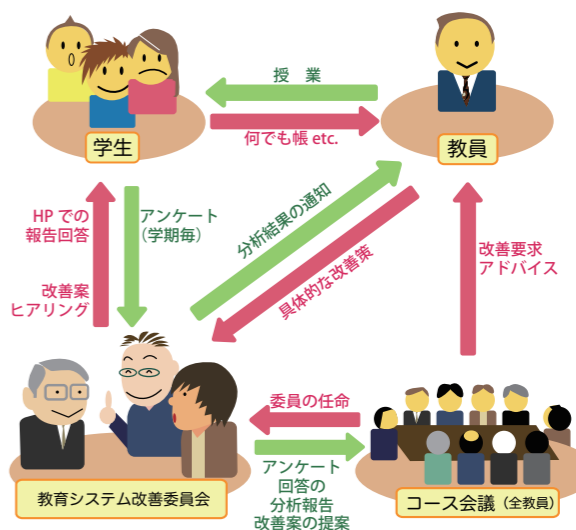 授　業
何でも帳 etc.
学生
教員
HP での
報告回答
改善案
ヒアリング
アンケート
（学期毎）
分析結果の通知
具体的な改善策
改善要求
アドバイス
委員の任命
アンケート
回答の
分析報告
改善案の提案
教育システム改善委員会
コース会議（全教員）